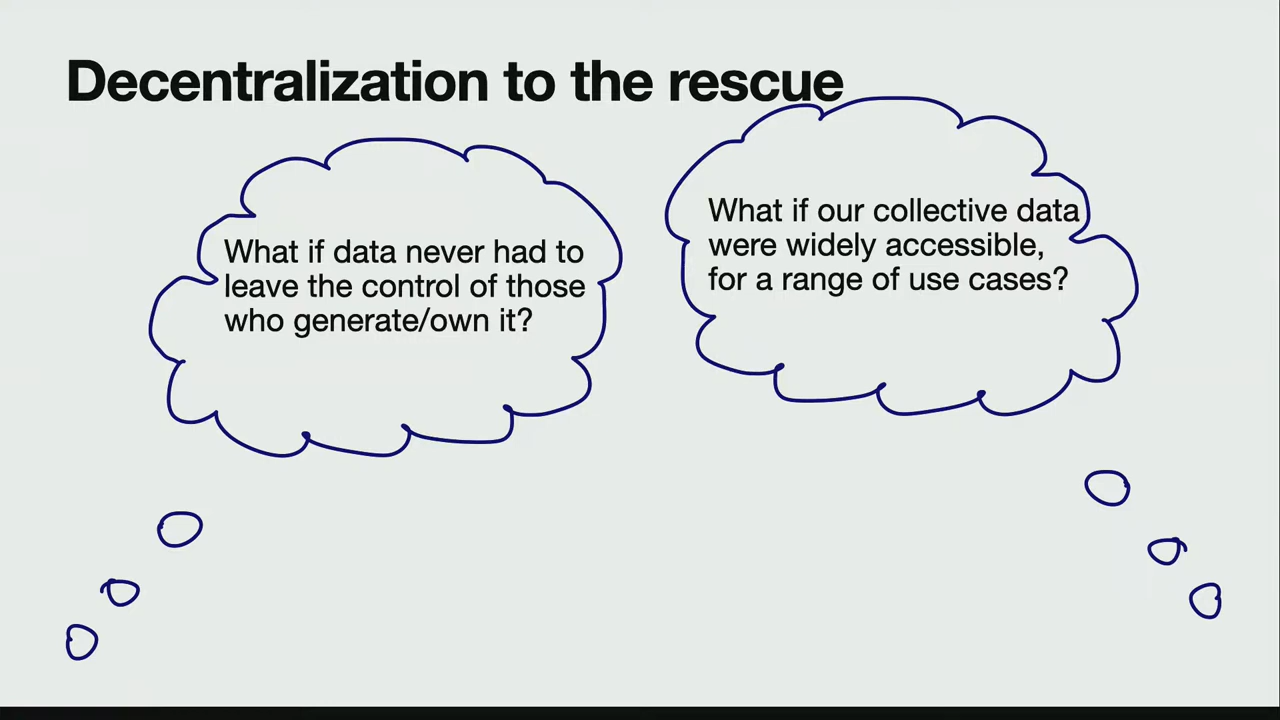 Decentralization to the rescue
What if data never had to
leave the control of those
who generate/own it?
What if our collective data
were widely accessible,
for a range of use cases?